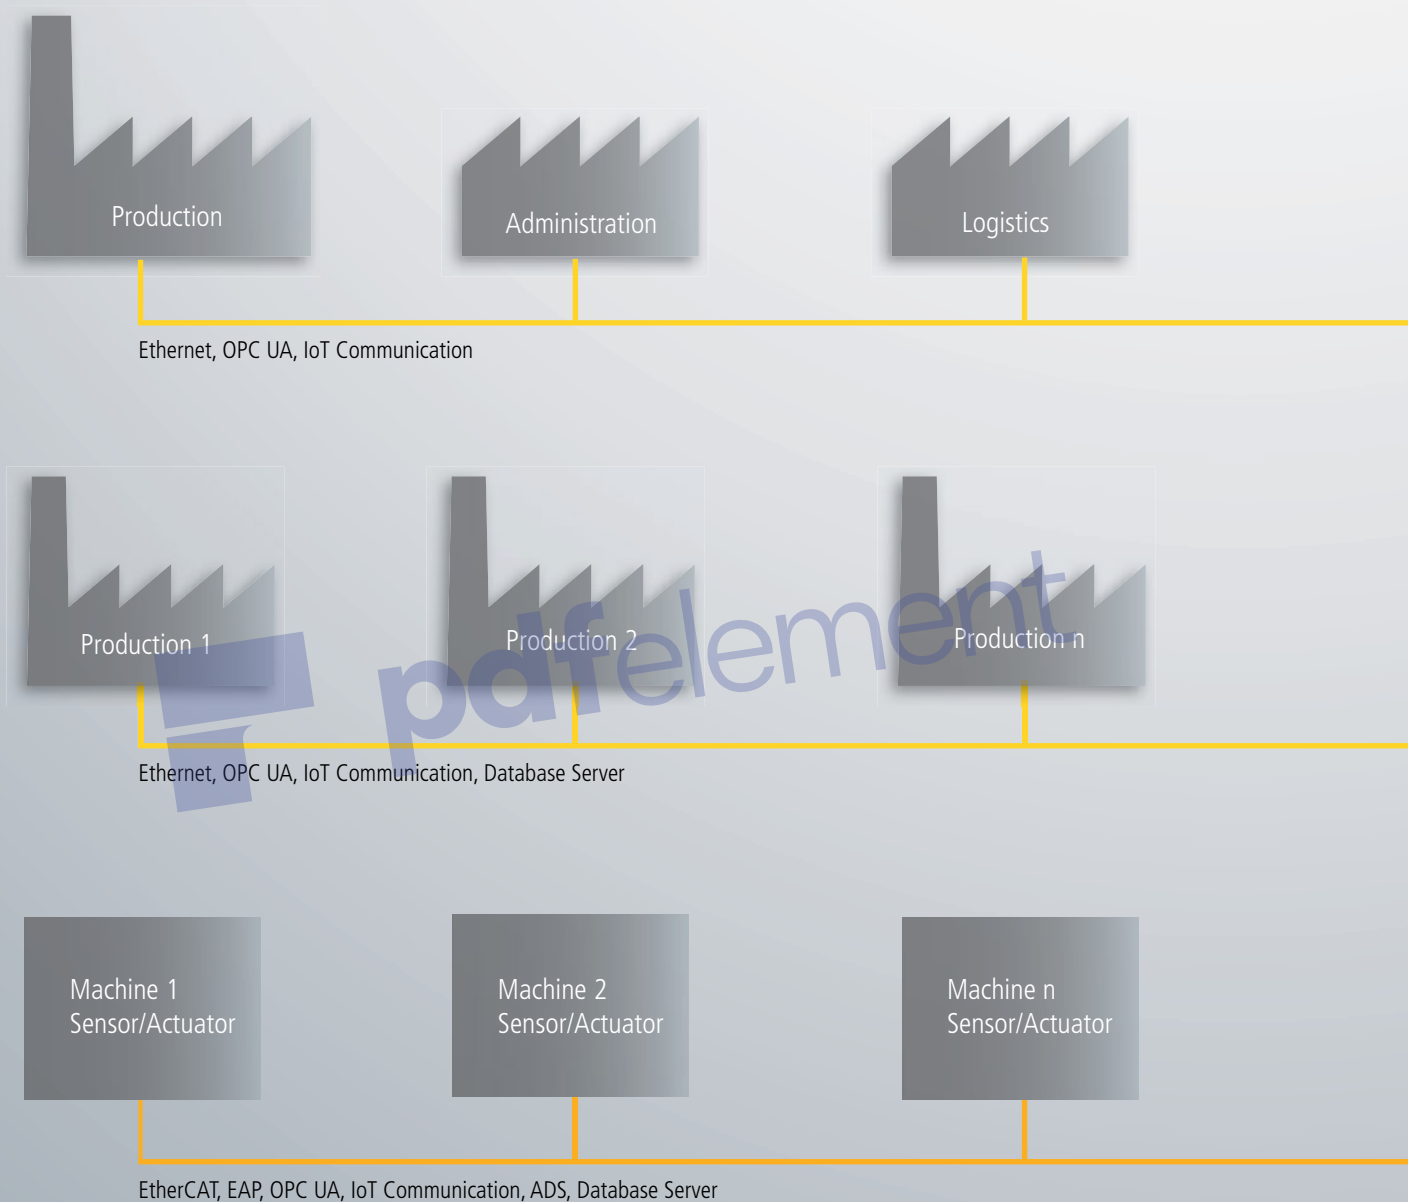 Production
Administration
Logistics
Ethernet, OPC UA, IoT Communication
Production 1
Production 2
Production n
pdfelement
Ethernet, OPC UA, IoT Communication, Database Server
Machine 1
Sensor/Actuator
Machine 2
Sensor/Actuator
Machine n
Sensor/Actuator
EtherCAT, EAP, OPC UA, IoT Communication, ADS, Database Server